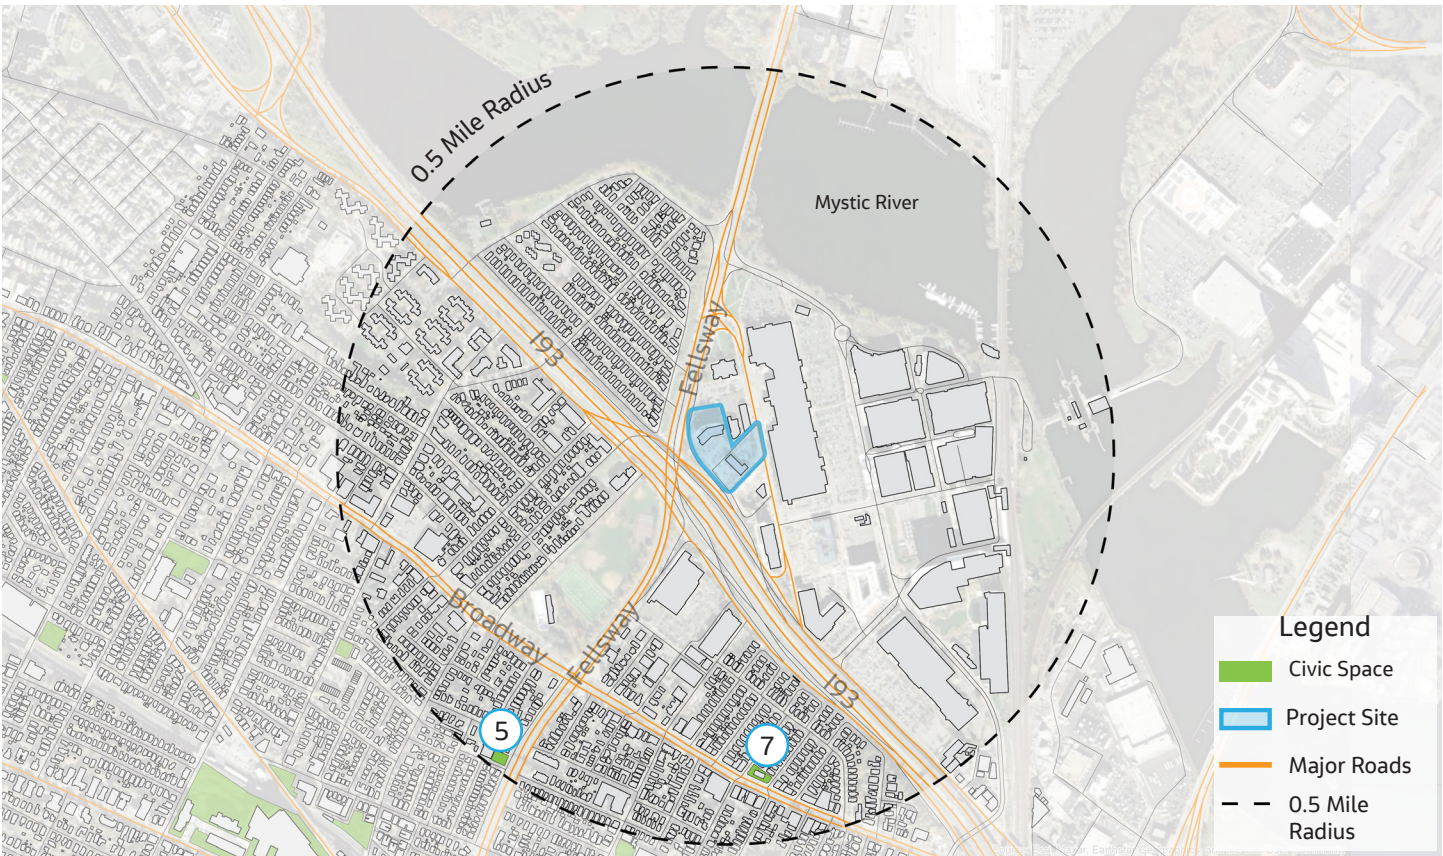 0.5 Mile Radius
Mystic River
Fellsway
I93
Broadway
Fellsway
I93
5
7
Legend
Civic Space
Project Site
Major Roads
0.5 Mile
Radius